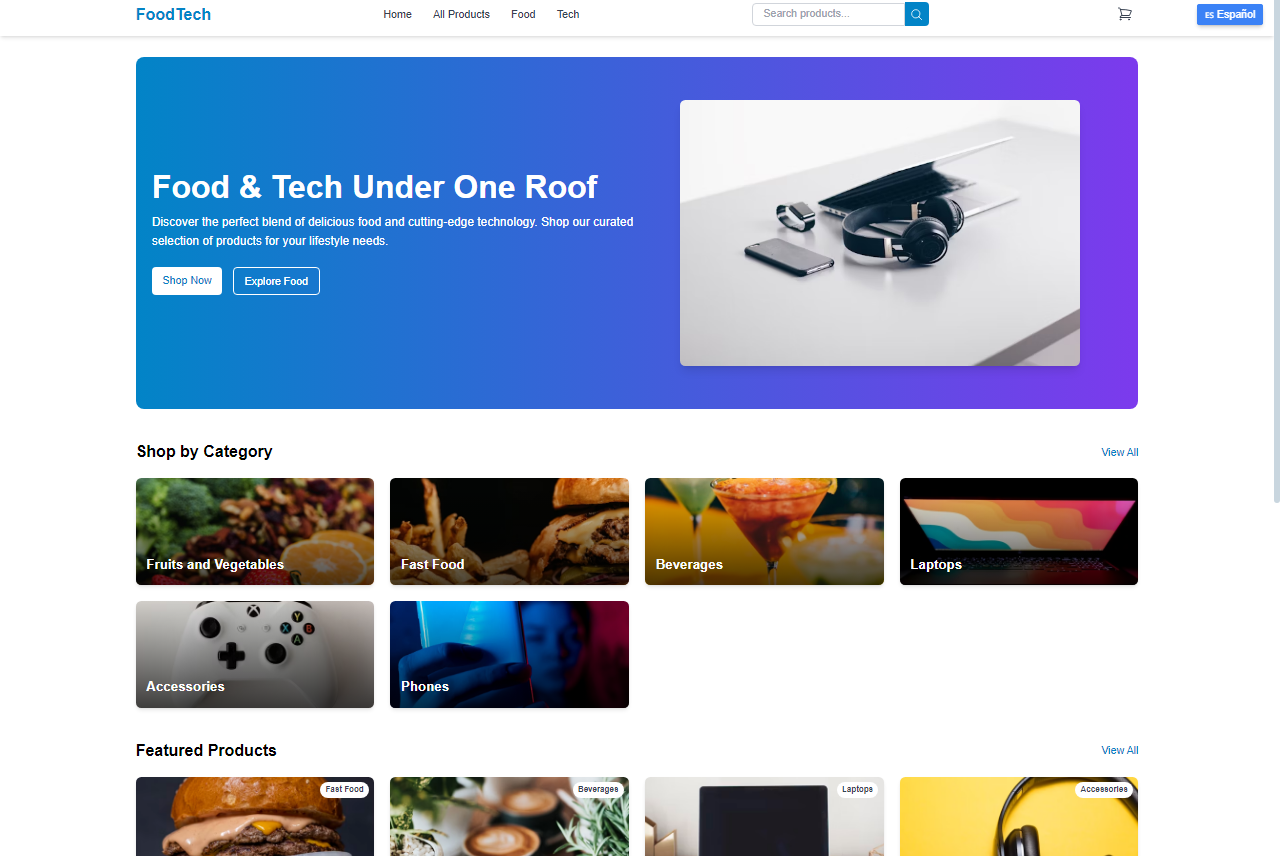 FoodTech
Home
All Products
Food
Tech
Search products...
ES Español
Food & Tech Under One Roof
Discover the perfect blend of delicious food and cutting-edge technology. Shop our curated
selection of products for your lifestyle needs.
Shop Now
Explore Food
Shop by Category
View All
Fruits and Vegetables
Fast Food
Beverages
Laptops
Y
X
B
A
Accessories
Phones
Featured Products
View All
Fast Food
Beverages
Laptops
Accessories